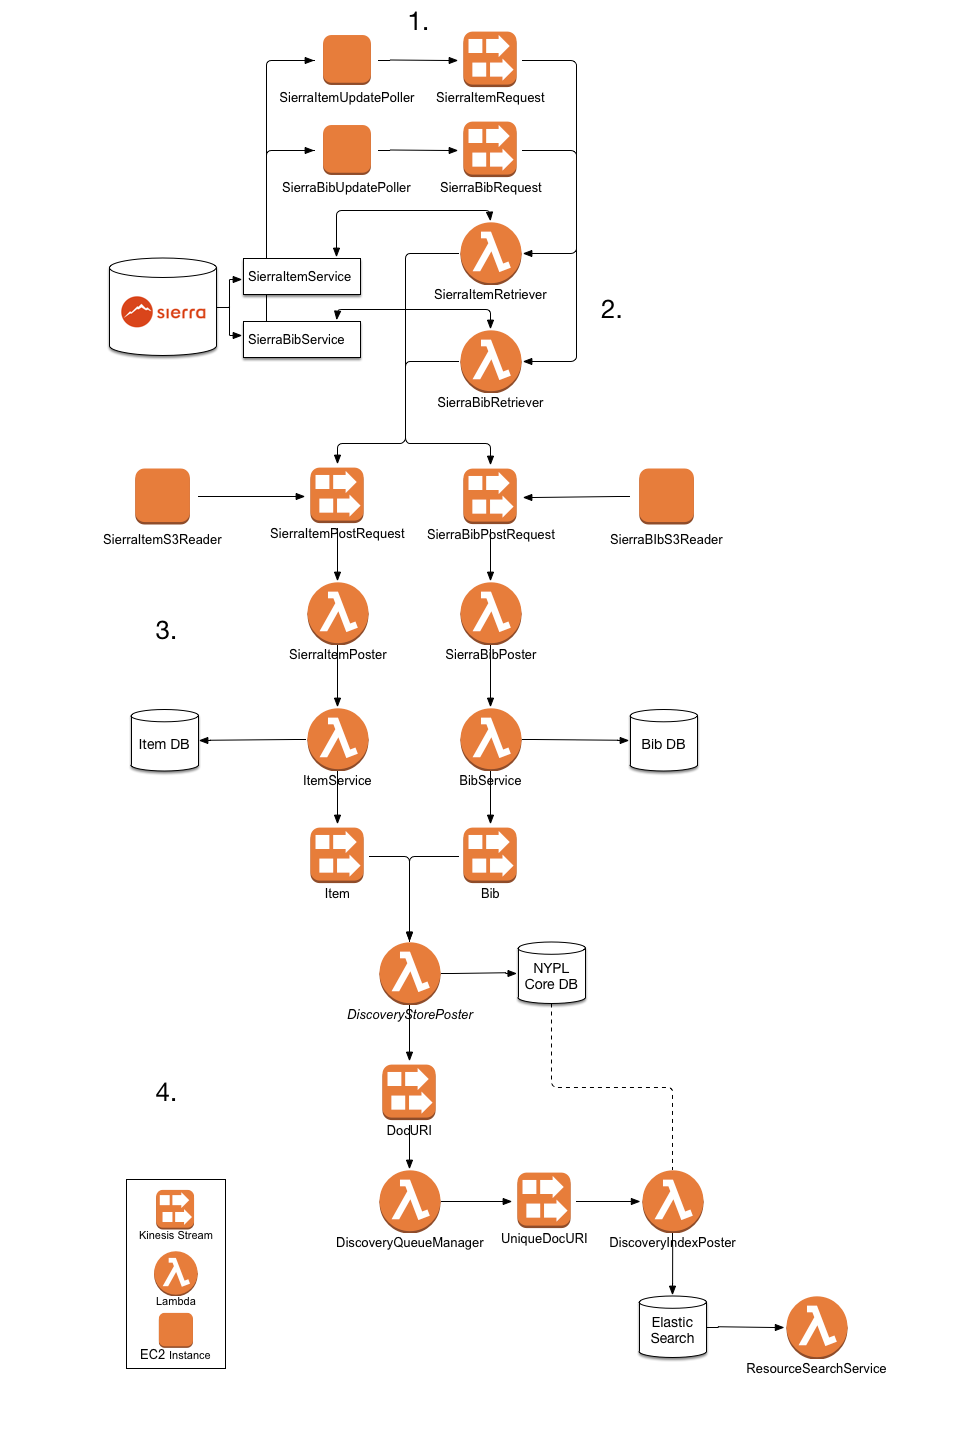 1.
SierraItemUpdatePoller
SierraItemRequest
SierraBibUpdatePoller
SierraBibRequest
SierraItemService
SierraItemRetriever
sierra
2.
SierraBibService
SierraBibRetriever
SierraItemS3Reader
SierraItemPostRequest
SierraBibPostRequest
SierraBIbS3Reader
3.
SierraItemPoster
SierraBibPoster
Item DB
Bib DB
ItemService
BibService
Item
Bib
NYPL
Core DB
DiscoveryStorePoster
4.
DocURI
Kinesis Stream
DiscoveryQueueManager
UniqueDocURI
DiscoveryIndexPoster
Lambda
Elastic
Search
EC2 Instance
ResourceSearchService